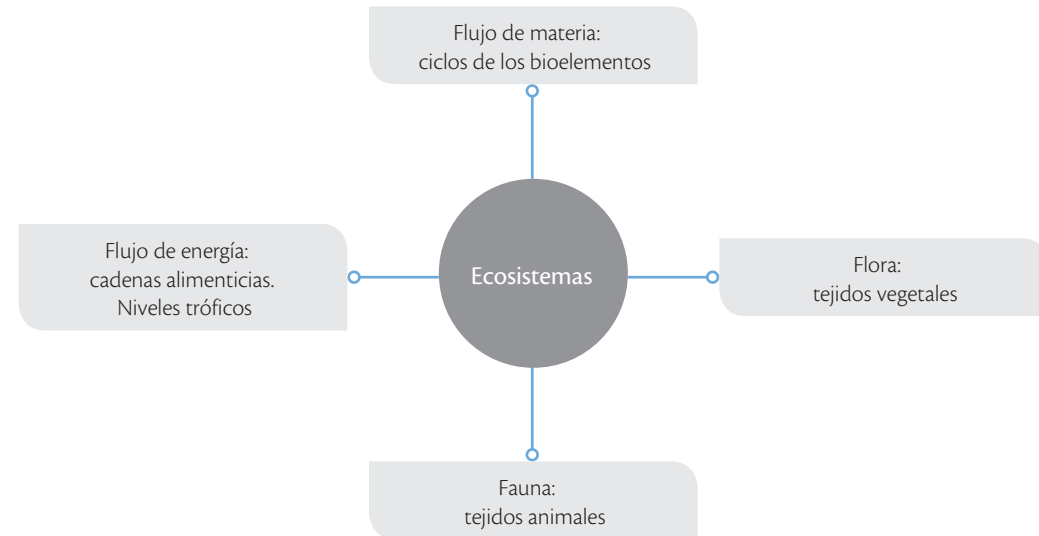 Flujo de materia:
ciclos de los bioelementos
Flujo de energía:
cadenas alimenticias.
Niveles tróficos
Ecosistemas
Flora:
tejidos vegetales
Fauna:
tejidos animales